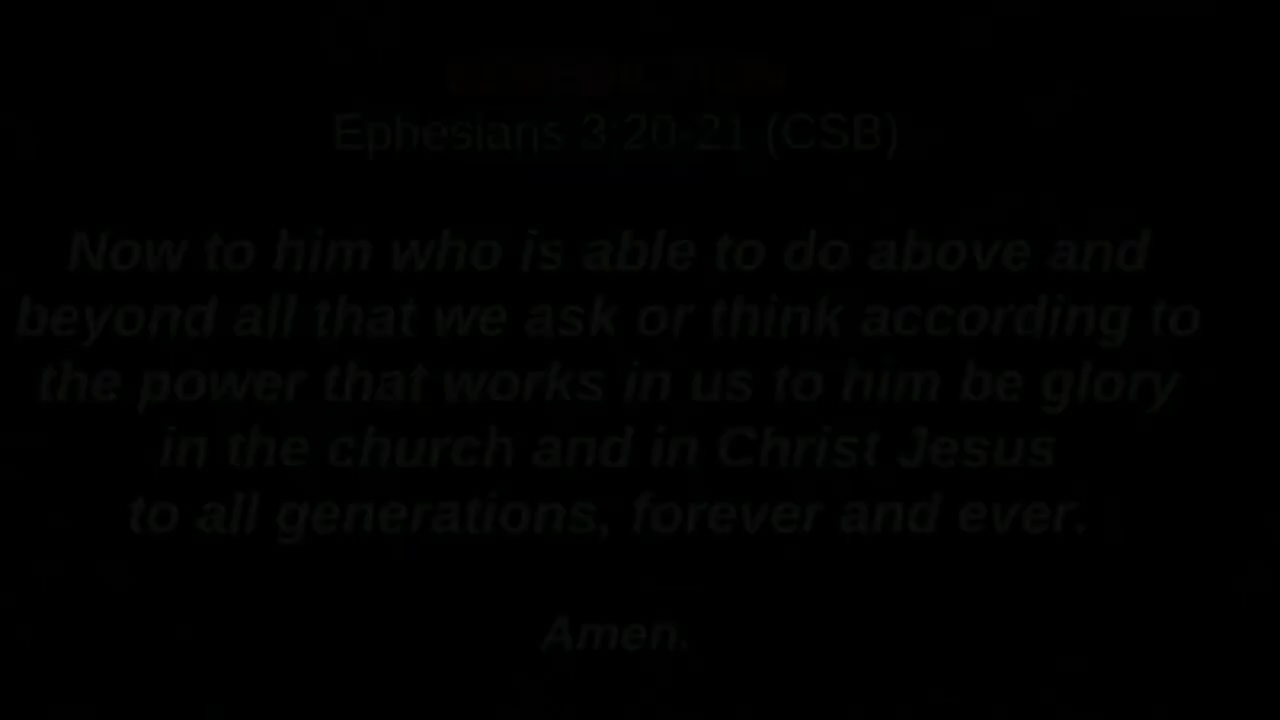 BENEDICTION
Ephesians 3:20-21 (CSB)
Now to him who is able to do above and
beyond all that we ask or think according to
the power that works in us to him be glory
in the church and in Christ Jesus
to all generations, forever and ever.
Amen.